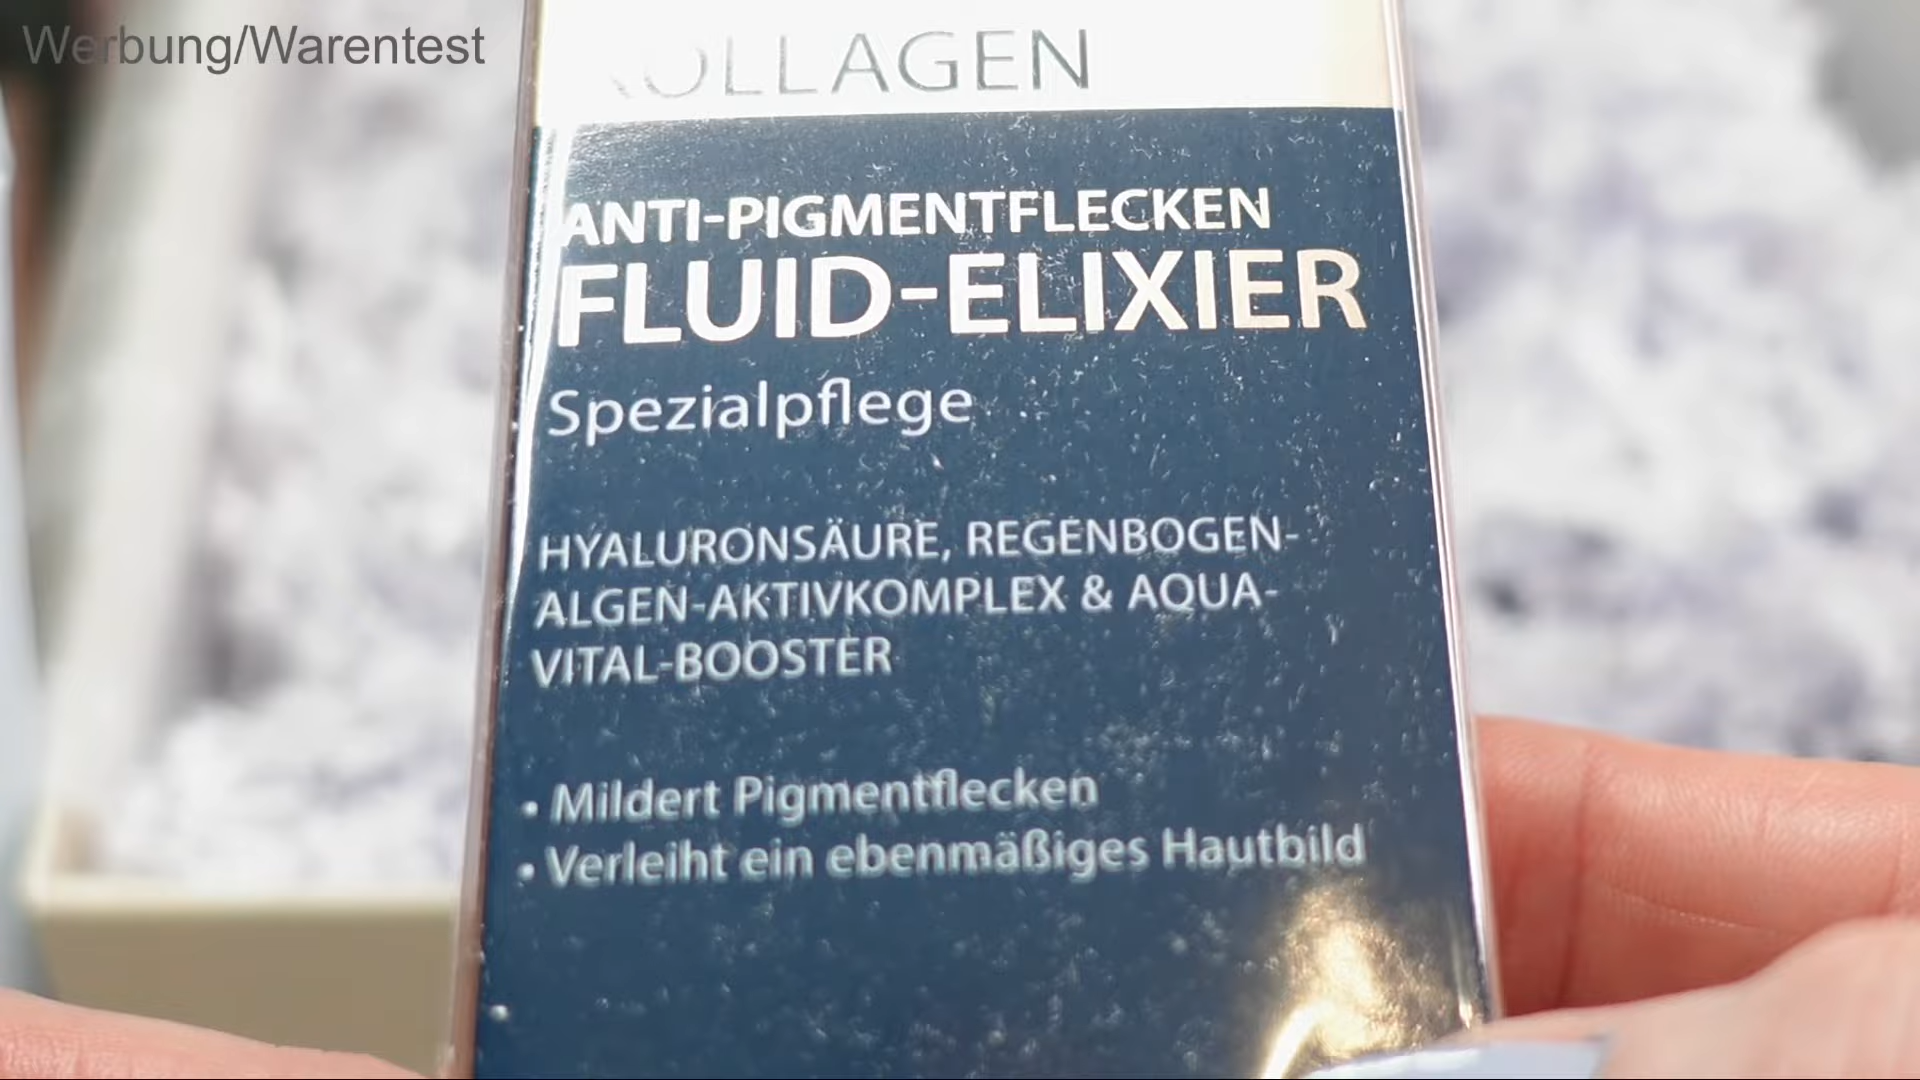 Werbung/Warentest
KOLLAGEN
ANTI-PIGMENTFLECKEN
FLUID-ELIXIER
Spezialpflege
HYALURONSÄURE, REGENBOGEN-
ALGEN-AKTIVKOMPLEX & AQUA-
VITAL-BOOSTER
• Mildert Pigmentflecken
• Verleiht ein ebenmäßiges Hautbild